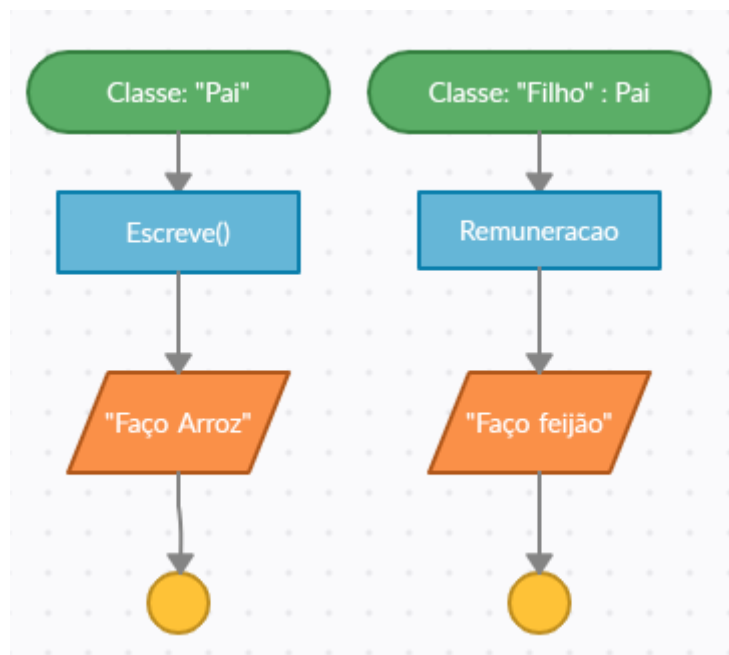 Classe: "Pai"
Escreve()
"Faço Arroz"
Classe: "Filho" : Pai
Remuneracao
"Faço feijão"